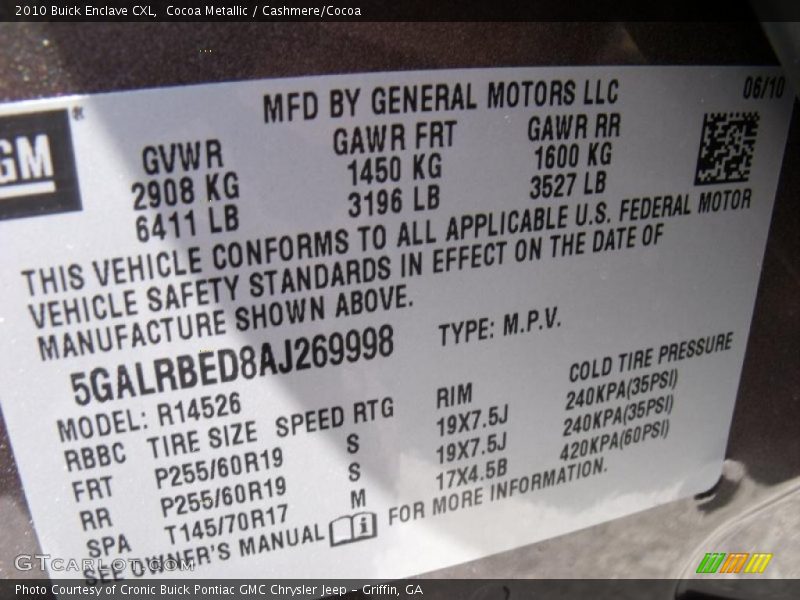 2010 Buick Enclave CXL, Cocoa Metallic / Cashmere/Cocoa
MFD BY GENERAL MOTORS LLC 06/10
GM®
GVWR GAWR FRT GAWR RR
2908 KG 1450 KG 1600 KG
6411 LB 3196 LB 3527 LB
THIS VEHICLE CONFORMS TO ALL APPLICABLE U.S. FEDERAL MOTOR
VEHICLE SAFETY STANDARDS IN EFFECT ON THE DATE OF
MANUFACTURE SHOWN ABOVE.
5GALRBED8AJ269998 TYPE: M.P.V.
MODEL: R14526
RBBC TIRE SIZE SPEED RTG RIM COLD TIRE PRESSURE
FRT P255/60R19 S 19X7.5J 240KPA(35PSI)
RR P255/60R19 S 19X7.5J 240KPA(35PSI)
SPA T145/70R17 M 17X4.5B 420KPA(60PSI)
SEE OWNER'S MANUAL FOR MORE INFORMATION.
GTCarLot.com
Photo Courtesy of Cronic Buick Pontiac GMC Chrysler Jeep - Griffin, GA